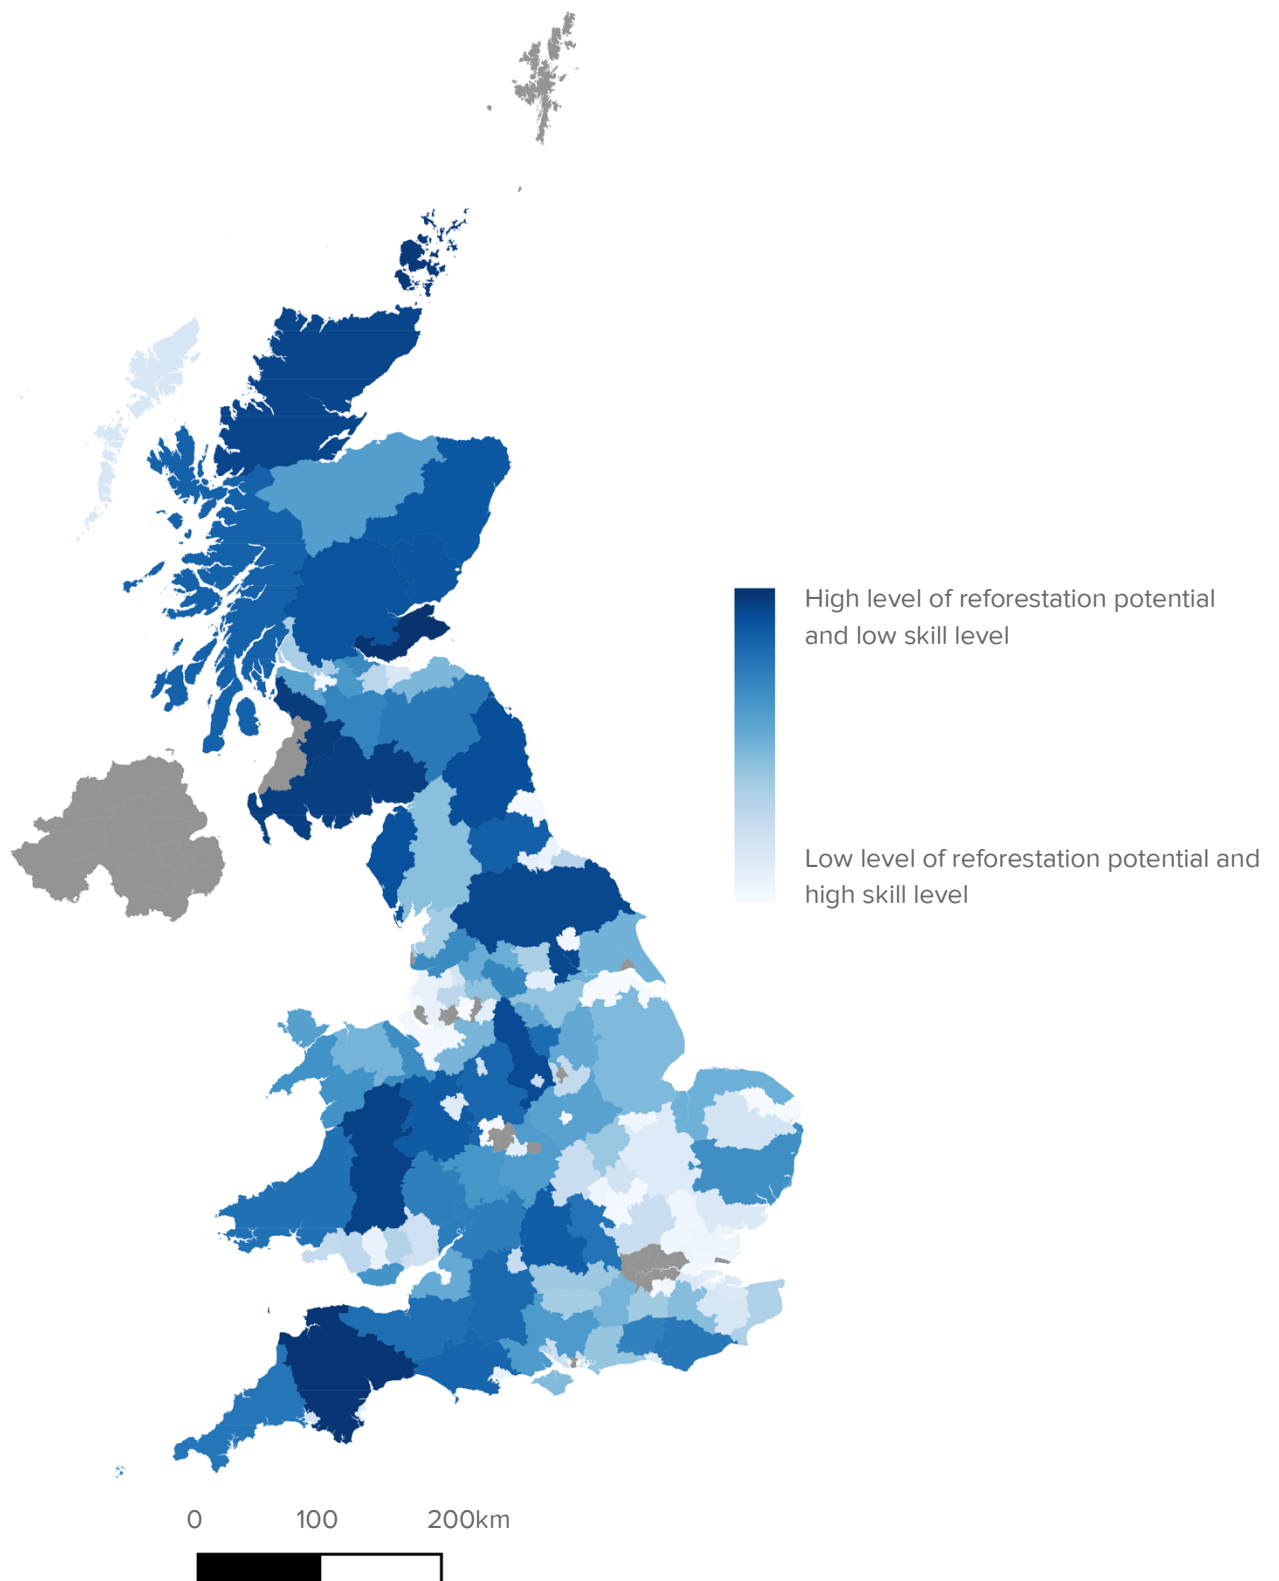 High level of reforestation potential
and low skill level
Low level of reforestation potential and
high skill level
0 100 200km